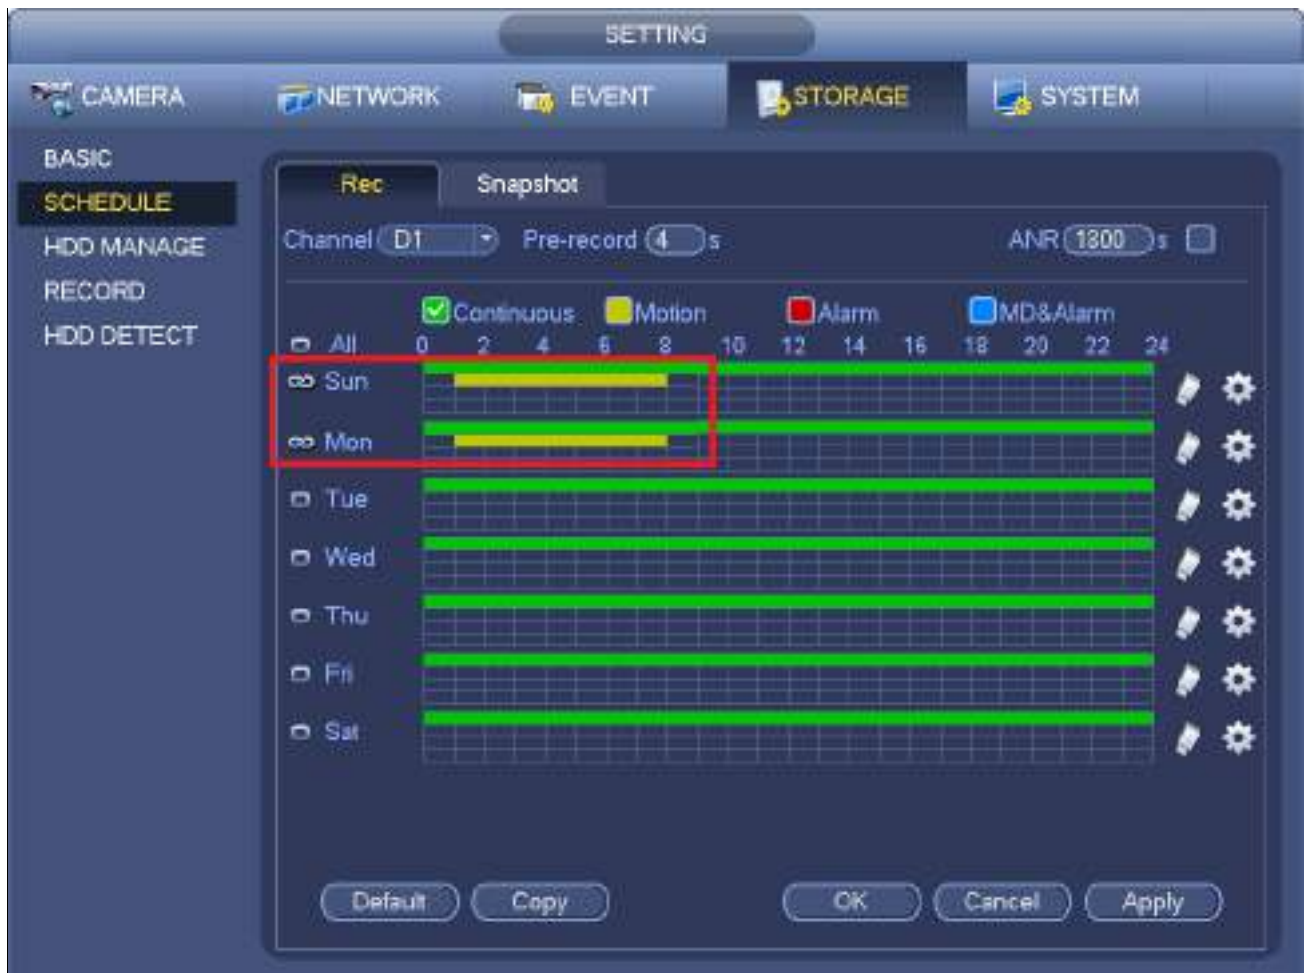 SETTING
CAMERA NETWORK EVENT STORAGE SYSTEM
BASIC
SCHEDULE
HDD MANAGE
RECORD
HDD DETECT
Rec Snapshot
Channel D1 Pre-record 4 s ANR 1800 s
Continuous Motion Alarm MD&Alarm
All 0 2 4 6 8 10 12 14 16 18 20 22 24
Sun
Mon
Tue
Wed
Thu
Fri
Sat
Default Copy OK Cancel Apply